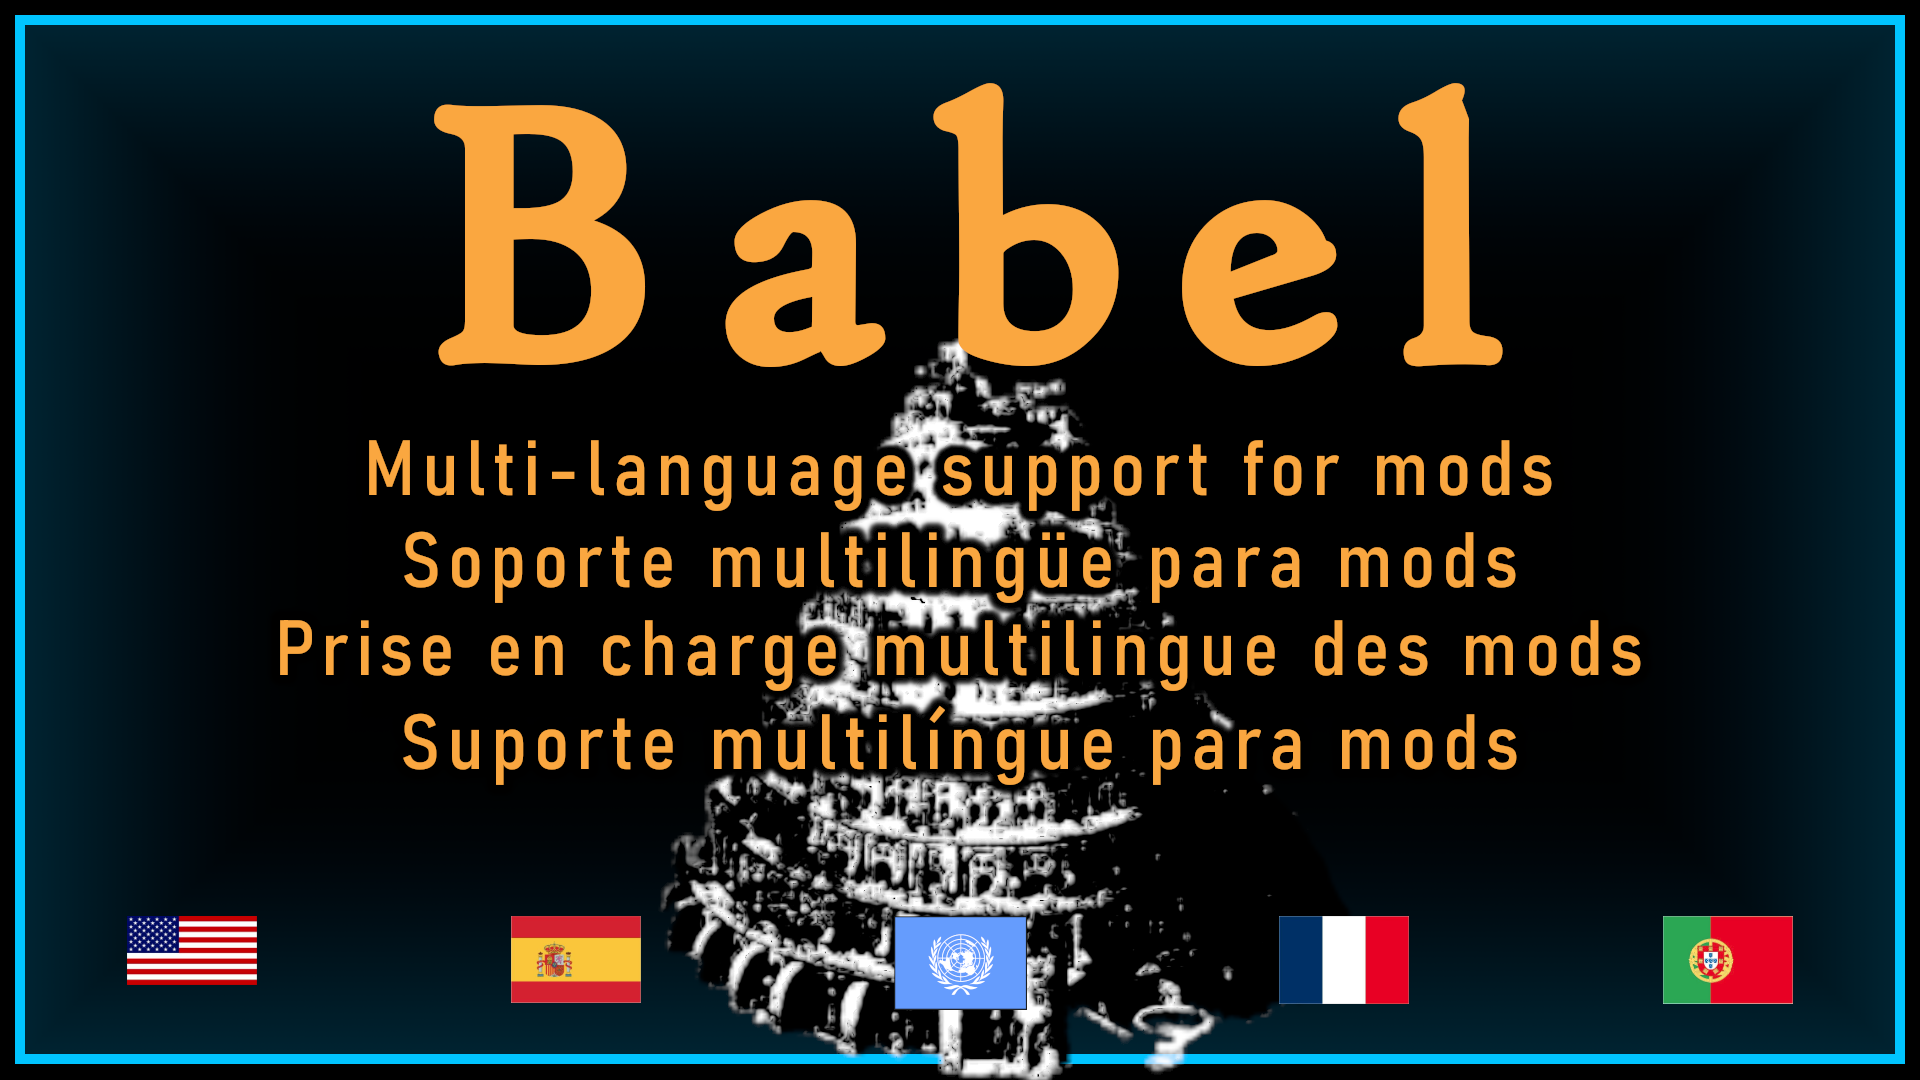 Babel
Multi-language support for mods
Soporte multilingüe para mods
Prise en charge multilingue des mods
Suporte multilíngue para mods